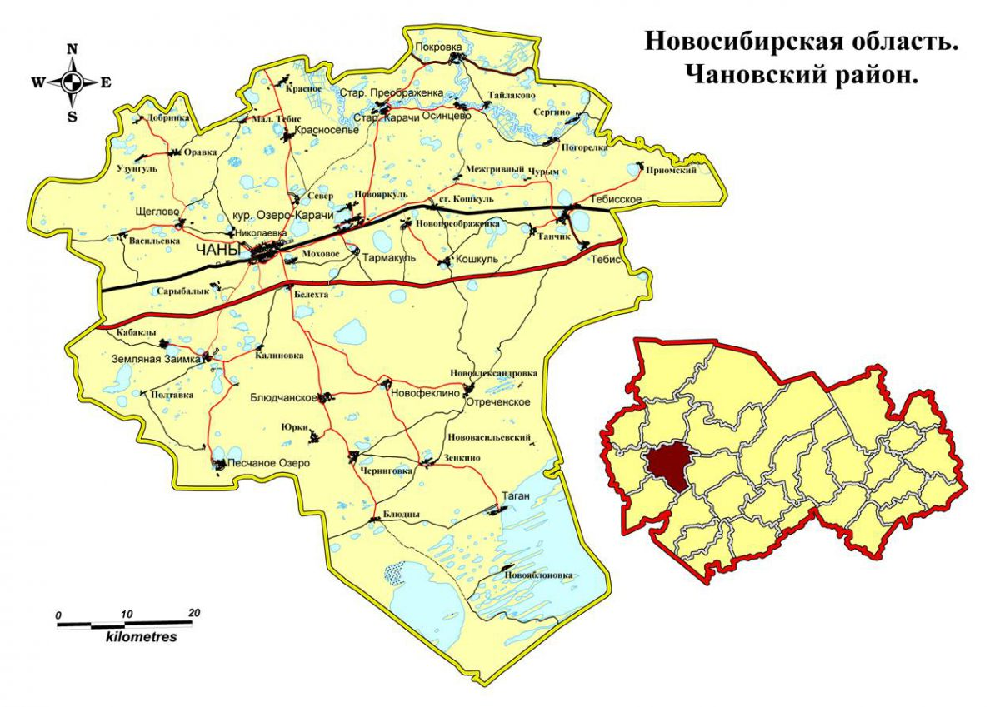 Новосибирская область.
Чановский район.
N
W
E
S
Покровка
Красное
Стар. Преображенка
Тайлаково
Добринка
Мал. Тебис
Стар. Карачи
Осинцево
Сергино
Красноселье
Оравка
Погорелка
Узунгуль
Межгривный
Чурым
Приомский
Север
Новояркуль
ст. Кошкуль
Тебисское
Щеглово
кур. Озеро-Карачи
Николаевка
Новопреображенка
Васильевка
Танчик
ЧАНЫ
Моховое
Тармакуль
Кошкуль
Тебис
Сарыбалык
Белехта
Кабаклы
Земляная Заимка
Калиновка
Новоалександровка
Полтавка
Блюдчанское
Новофеклино
Отреченское
Юрки
Нововасильевский
Песчаное Озеро
Черниговка
Зенкино
Таган
Блюдцы
Новояблоновка
0
10
20
kilometres